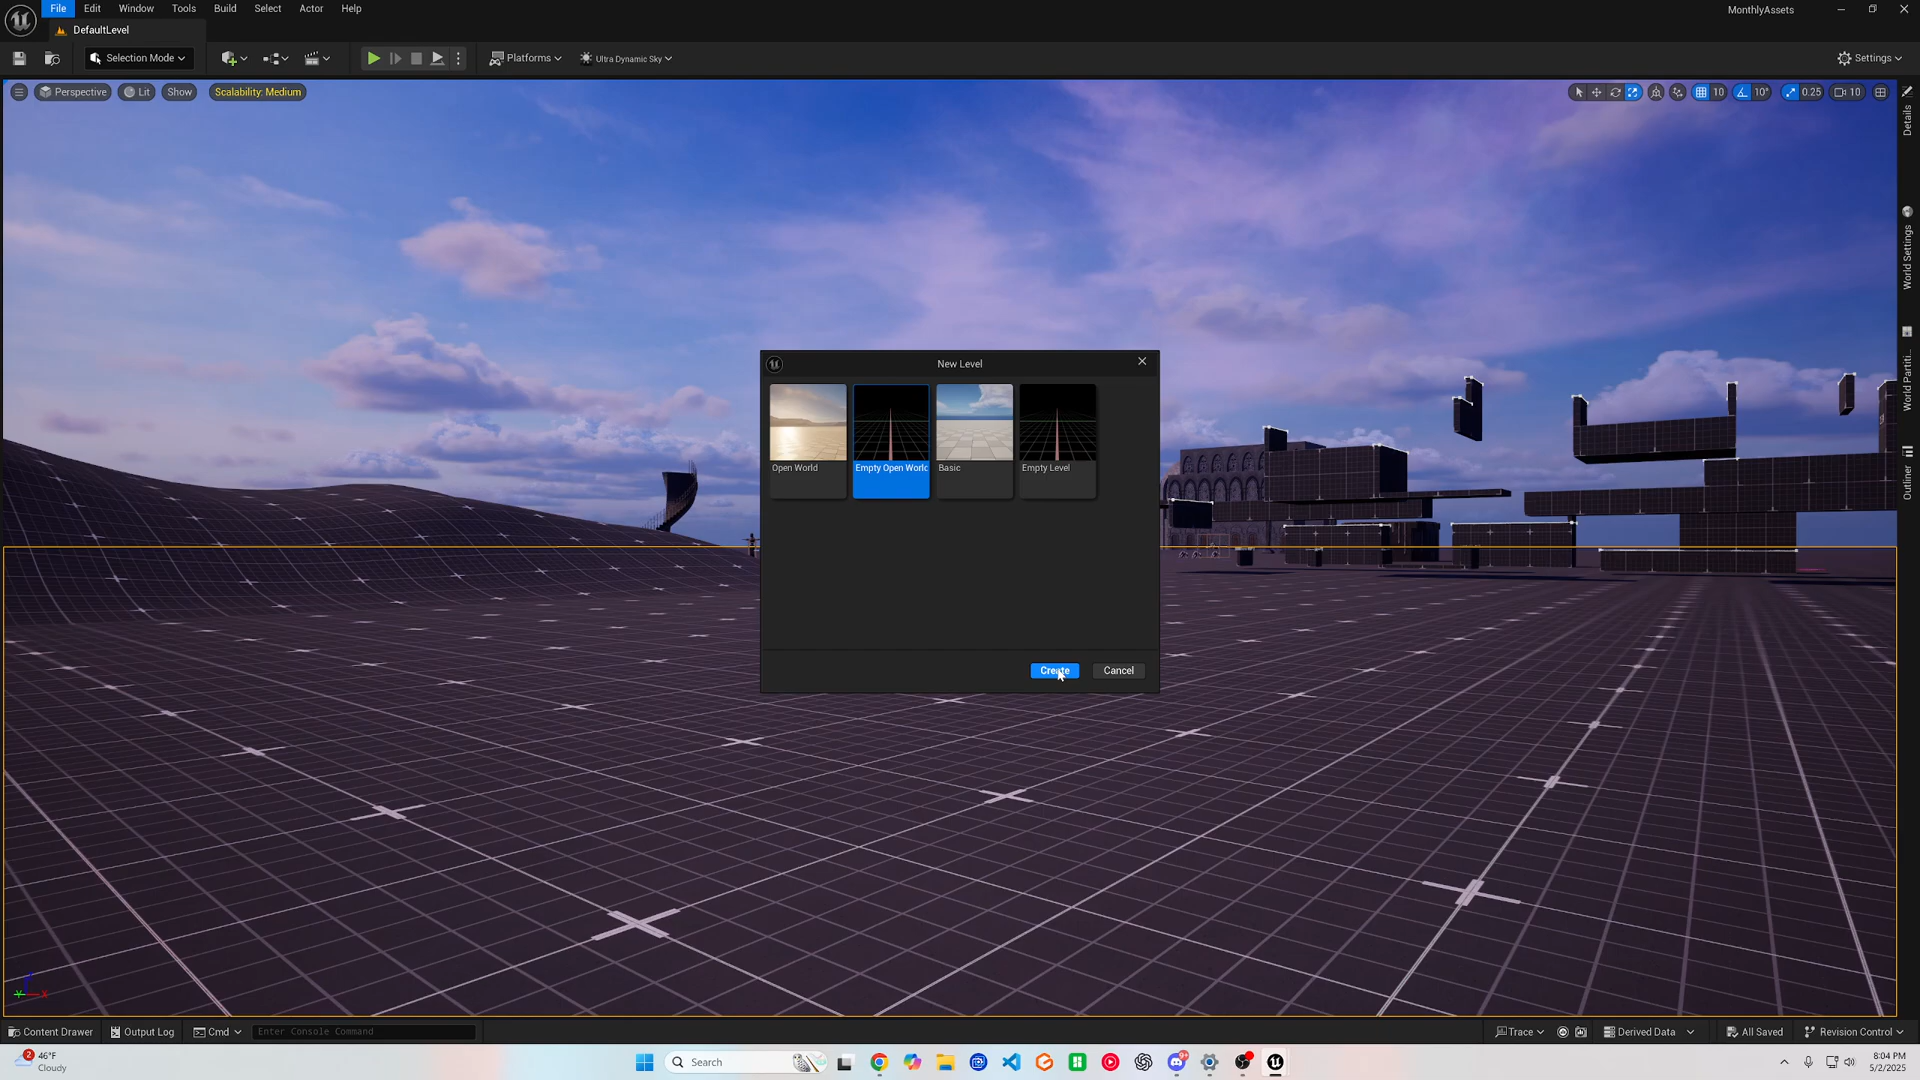 File Edit Window Tools Build Select Actor Help
MonthlyAssets
DefaultLevel
Selection Mode
Platforms
Ultra Dynamic Sky
Settings
Perspective
Lit
Show
Scalability: Medium
10
10°
0.25
10
Details
World Settings
World Partiti..
Outliner
New Level
Open World
Empty Open World
Basic
Empty Level
Create
Cancel
Content Drawer
Output Log
Cmd
Enter Console Command
Trace
Derived Data
All Saved
Revision Control
2
46°F
Cloudy
Search
8:04 PM
5/2/2025